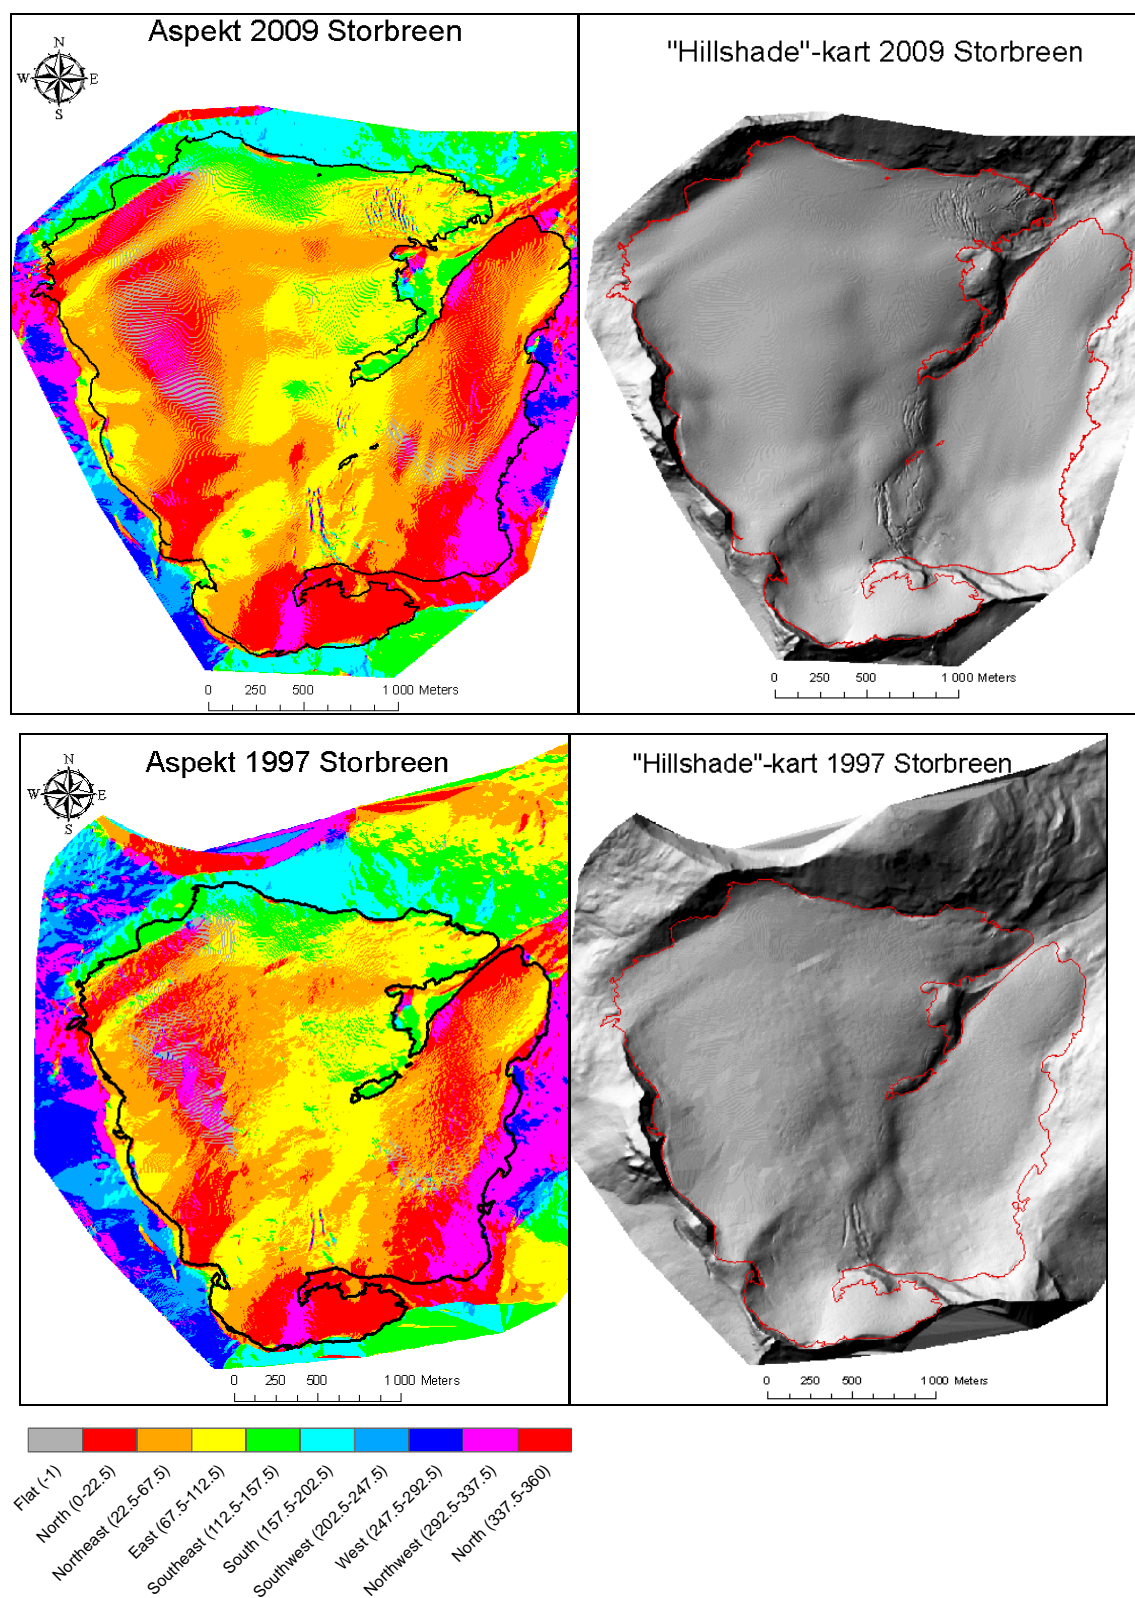 Aspekt 2009 Storbreen
N
W E
S
0 250 500 1 000 Meters
"Hillshade"-kart 2009 Storbreen
0 250 500 1 000 Meters
Aspekt 1997 Storbreen
N
W E
S
0 250 500 1 000 Meters
"Hillshade"-kart 1997 Storbreen
0 250 500 1 000 Meters
Flat (-1)
North (0-22.5)
Northeast (22.5-67.5)
East (67.5-112.5)
Southeast (112.5-157.5)
South (157.5-202.5)
Southwest (202.5-247.5)
West (247.5-292.5)
Northwest (292.5-337.5)
North (337.5-360)